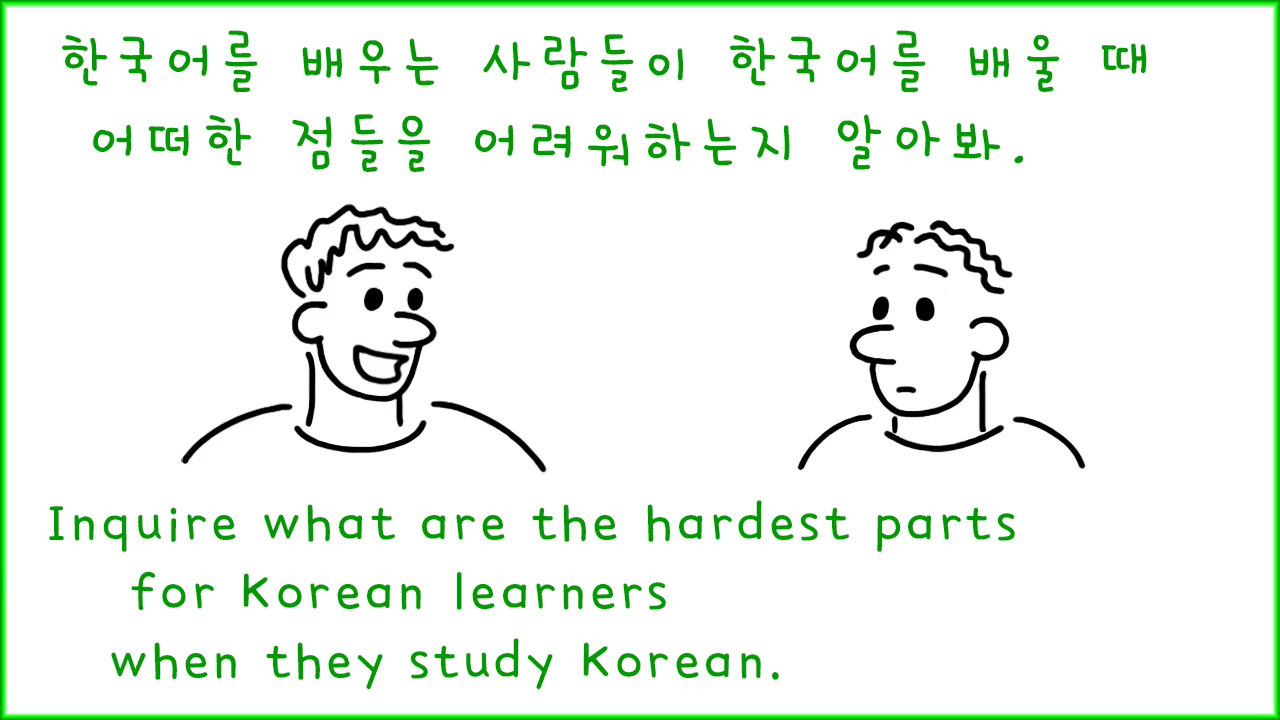 한국어를 배우는 사람들이 한국어를 배울 때
어떠한 점들을 어려워하는지 알아봐.
Inquire what are the hardest parts
for Korean learners
when they study Korean.